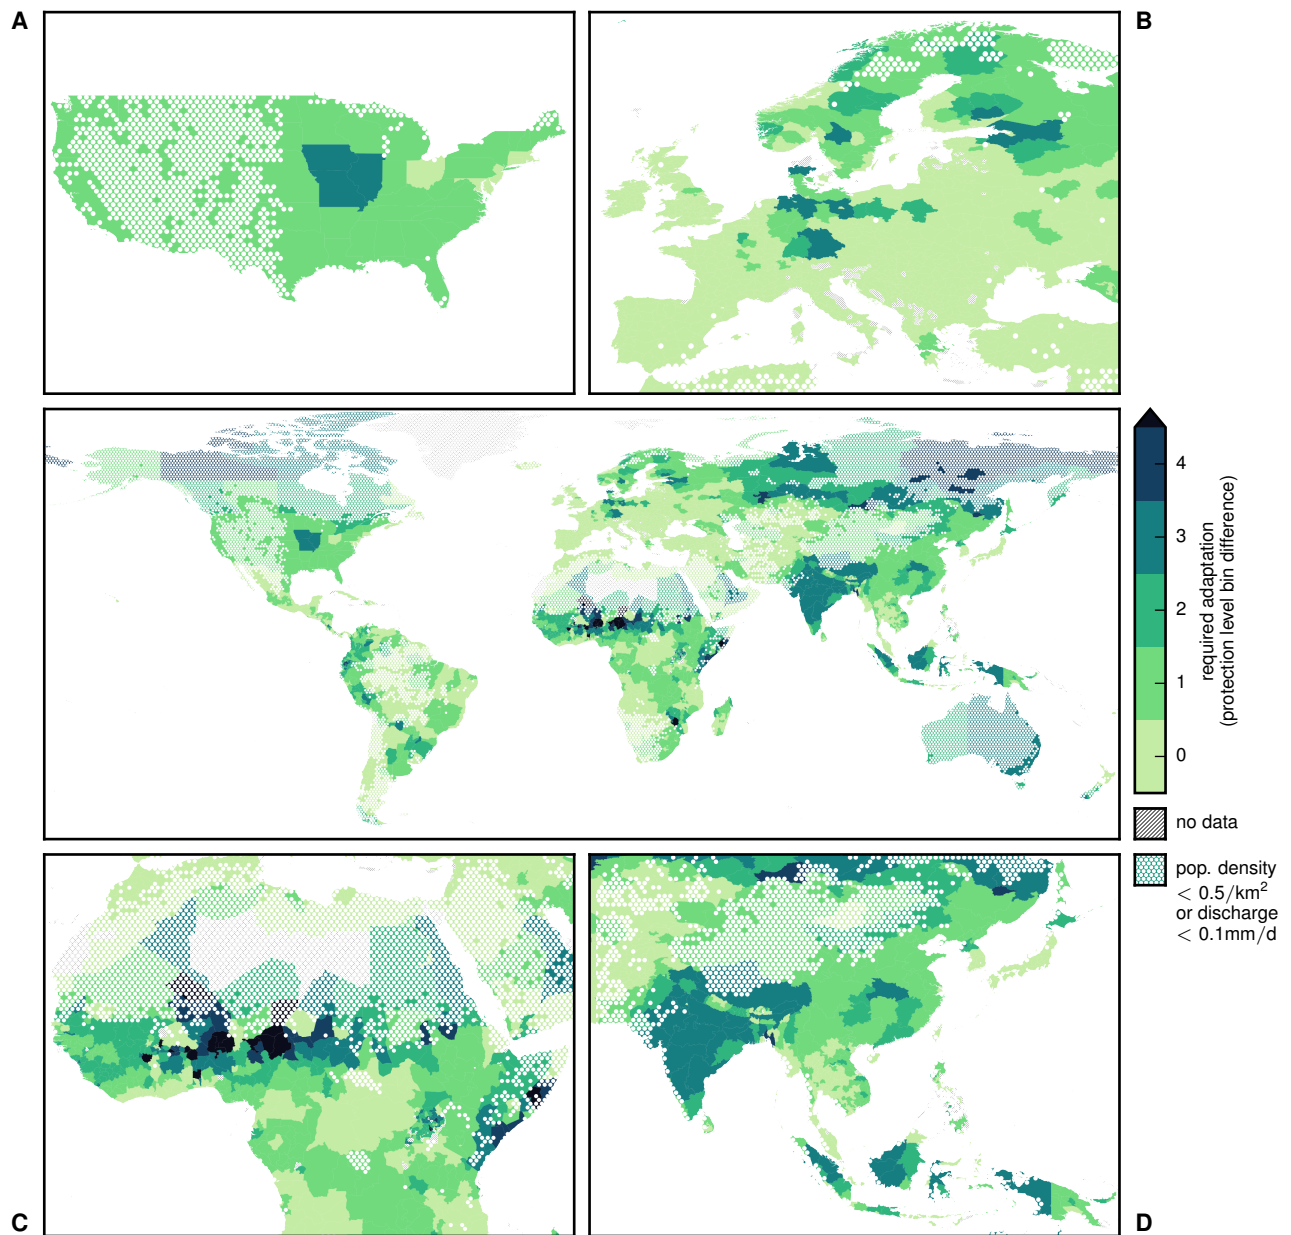 A
B
4
3
2
1
0
required adaptation
(protection level bin difference)
no data
pop. density
< 0.5/km²
or discharge
< 0.1mm/d
C
D